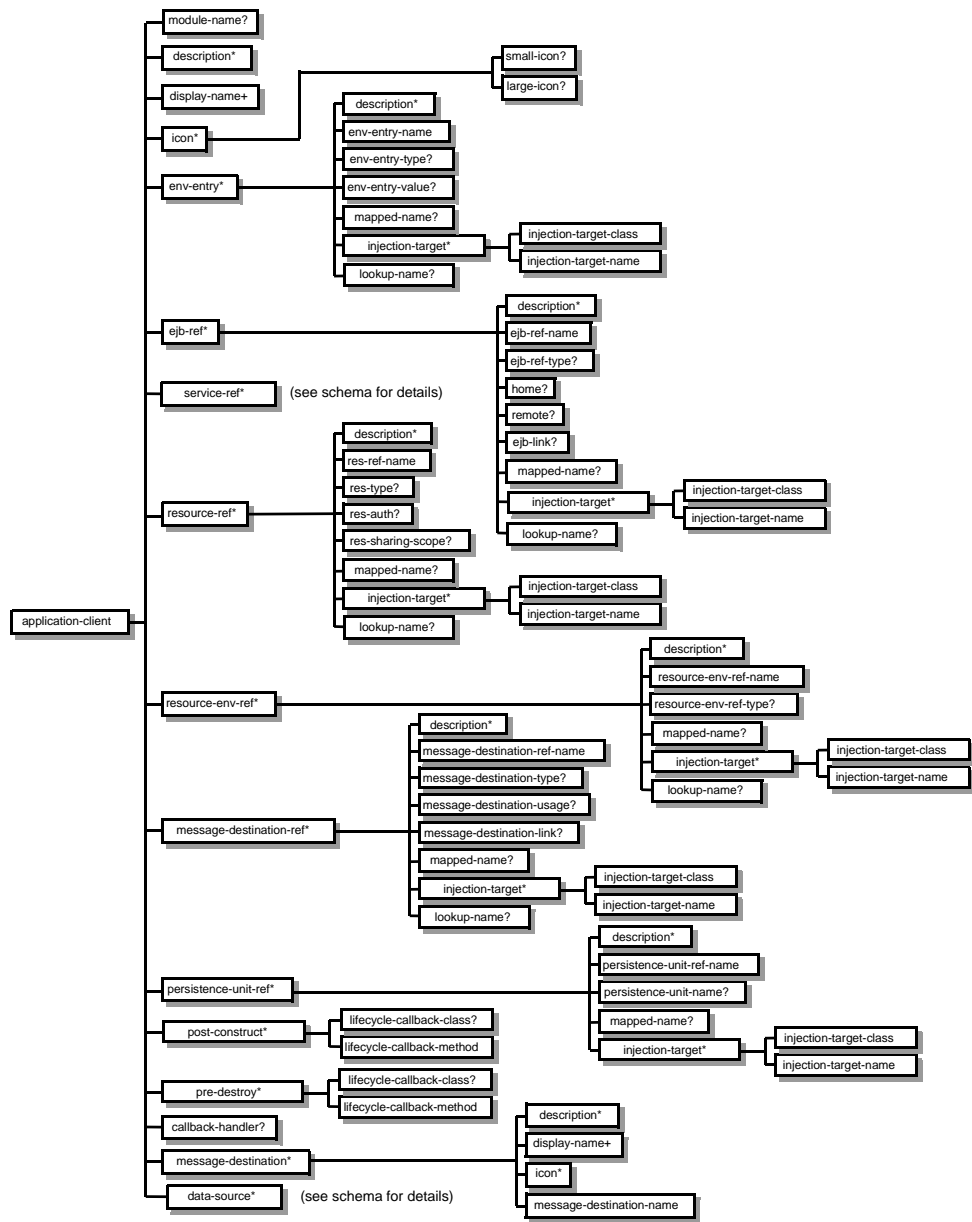 application-client
module-name?
description*
display-name+
icon*
small-icon?
large-icon?
env-entry*
description*
env-entry-name
env-entry-type?
env-entry-value?
mapped-name?
injection-target*
injection-target-class
injection-target-name
lookup-name?
ejb-ref*
description*
ejb-ref-name
ejb-ref-type?
home?
remote?
ejb-link?
mapped-name?
injection-target*
injection-target-class
injection-target-name
lookup-name?
service-ref*
(see schema for details)
resource-ref*
description*
res-ref-name
res-type?
res-auth?
res-sharing-scope?
mapped-name?
injection-target*
injection-target-class
injection-target-name
lookup-name?
resource-env-ref*
description*
resource-env-ref-name
resource-env-ref-type?
mapped-name?
injection-target*
injection-target-class
injection-target-name
lookup-name?
message-destination-ref*
description*
message-destination-ref-name
message-destination-type?
message-destination-usage?
message-destination-link?
mapped-name?
injection-target*
injection-target-class
injection-target-name
lookup-name?
persistence-unit-ref*
description*
persistence-unit-ref-name
persistence-unit-name?
mapped-name?
injection-target*
injection-target-class
injection-target-name
post-construct*
lifecycle-callback-class?
lifecycle-callback-method
pre-destroy*
lifecycle-callback-class?
lifecycle-callback-method
callback-handler?
message-destination*
description*
display-name+
icon*
message-destination-name
data-source*
(see schema for details)